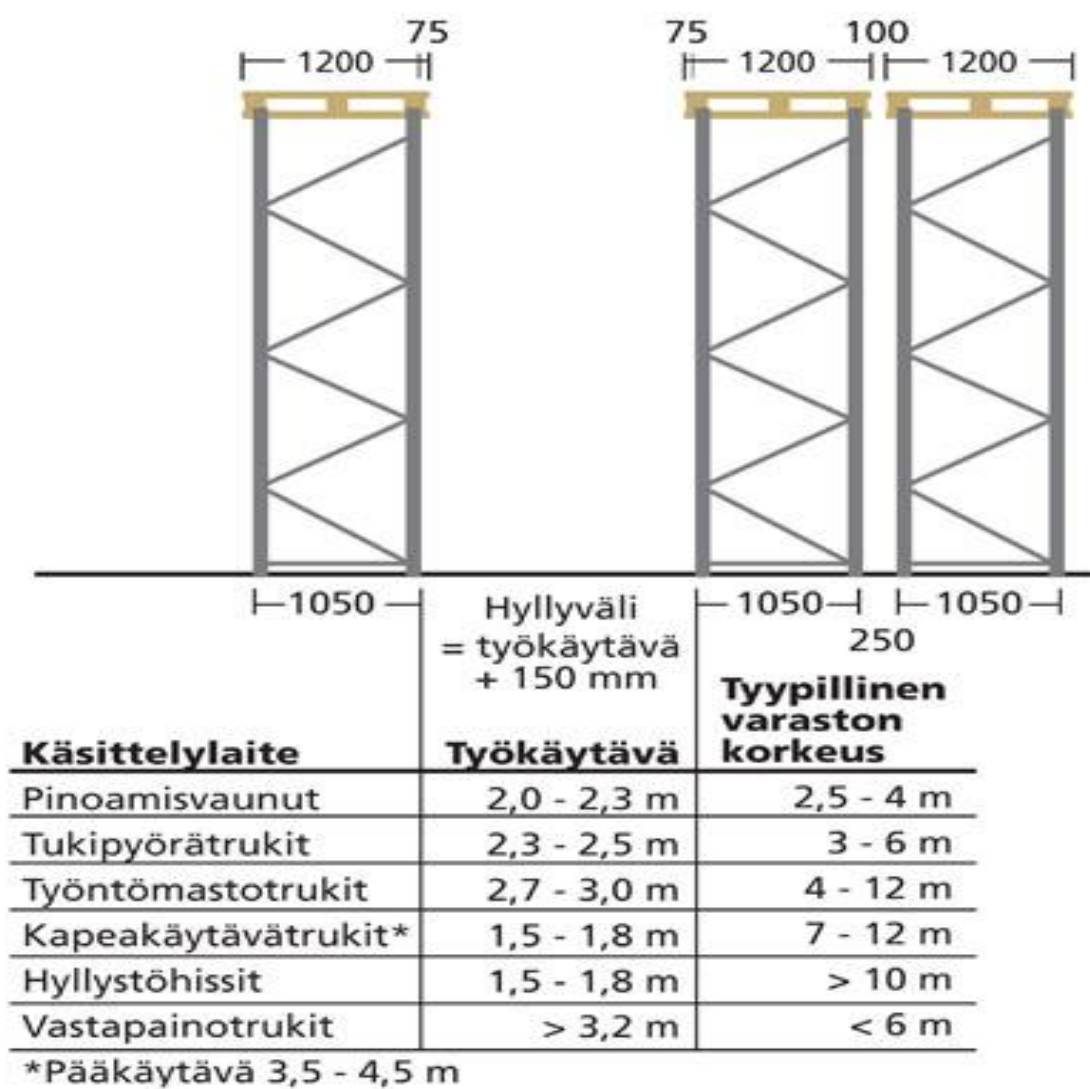 75 75 100
1200 1200 1200
1050 Hyllyväli 1050 1050
= työkäytävä 250
+ 150 mm
Tyypillinen
varaston
Käsittelylaite Työkäytävä korkeus
Pinoamisvaunut 2,0 - 2,3 m 2,5 - 4 m
Tukipyörätrukit 2,3 - 2,5 m 3 - 6 m
Työntömastotrukit 2,7 - 3,0 m 4 - 12 m
Kapeakäytävätrukit* 1,5 - 1,8 m 7 - 12 m
Hyllystöhissit 1,5 - 1,8 m > 10 m
Vastapainotrukit > 3,2 m < 6 m
*Pääkäytävä 3,5 - 4,5 m